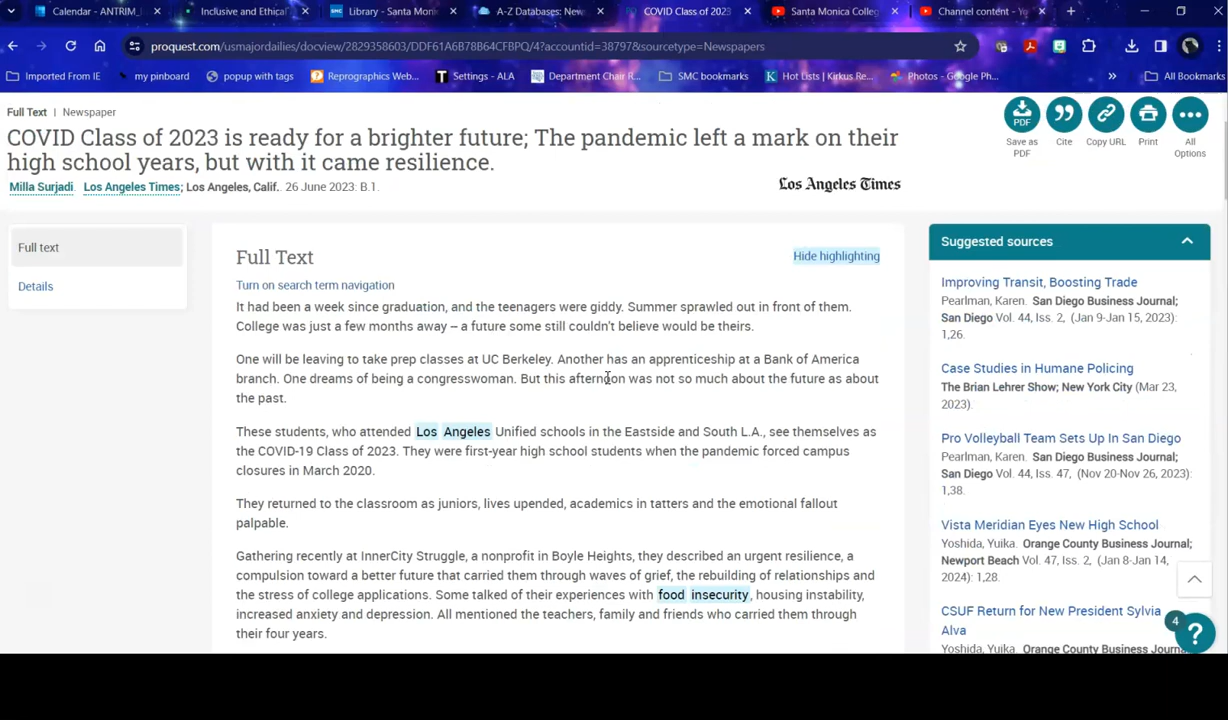 Calendar - ANTRIM_
Inclusive and Ethical
Library - Santa Moni
A-Z Databases: New
COVID Class of 2023
Santa Monica Colleg
Channel content - Yo
proquest.com/usmajordailies/docview/2829358603/DDF61A6B78B64CFBPQ/4?accountid=38797&sourcetype=Newspapers
Imported From IE
my pinboard
popup with tags
Reprographics Web...
Settings - ALA
Department Chair R...
SMC bookmarks
Hot Lists | Kirkus Re...
Photos - Google Ph...
All Bookmarks
Full Text | Newspaper
COVID Class of 2023 is ready for a brighter future; The pandemic left a mark on their
high school years, but with it came resilience.
Milla Surjadi. Los Angeles Times; Los Angeles, Calif.. 26 June 2023: B.1.
Los Angeles Times
PDF
Save as
PDF
Cite
Copy URL
Print
All
Options
Full text
Details
Full Text
Hide highlighting
Turn on search term navigation
It had been a week since graduation, and the teenagers were giddy. Summer sprawled out in front of them.
College was just a few months away -- a future some still couldn't believe would be theirs.
One will be leaving to take prep classes at UC Berkeley. Another has an apprenticeship at a Bank of America
branch. One dreams of being a congresswoman. But this afternoon was not so much about the future as about
the past.
These students, who attended Los Angeles Unified schools in the Eastside and South L.A., see themselves as
the COVID-19 Class of 2023. They were first-year high school students when the pandemic forced campus
closures in March 2020.
They returned to the classroom as juniors, lives upended, academics in tatters and the emotional fallout
palpable.
Gathering recently at InnerCity Struggle, a nonprofit in Boyle Heights, they described an urgent resilience, a
compulsion toward a better future that carried them through waves of grief, the rebuilding of relationships and
the stress of college applications. Some talked of their experiences with food insecurity, housing instability,
increased anxiety and depression. All mentioned the teachers, family and friends who carried them through
their four years.
Suggested sources
Improving Transit, Boosting Trade
Pearlman, Karen. San Diego Business Journal;
San Diego Vol. 44, Iss. 2, (Jan 9-Jan 15, 2023):
1,26.
Case Studies in Humane Policing
The Brian Lehrer Show; New York City (Mar 23,
2023).
Pro Volleyball Team Sets Up In San Diego
Pearlman, Karen. San Diego Business Journal;
San Diego Vol. 44, Iss. 47, (Nov 20-Nov 26, 2023):
1,38.
Vista Meridian Eyes New High School
Yoshida, Yuika. Orange County Business Journal;
Newport Beach Vol. 47, Iss. 2, (Jan 8-Jan 14,
2024): 1,28.
CSUF Return for New President Sylvia
Alva
Yoshida, Yuika. Orange County Business Journal;
4
?